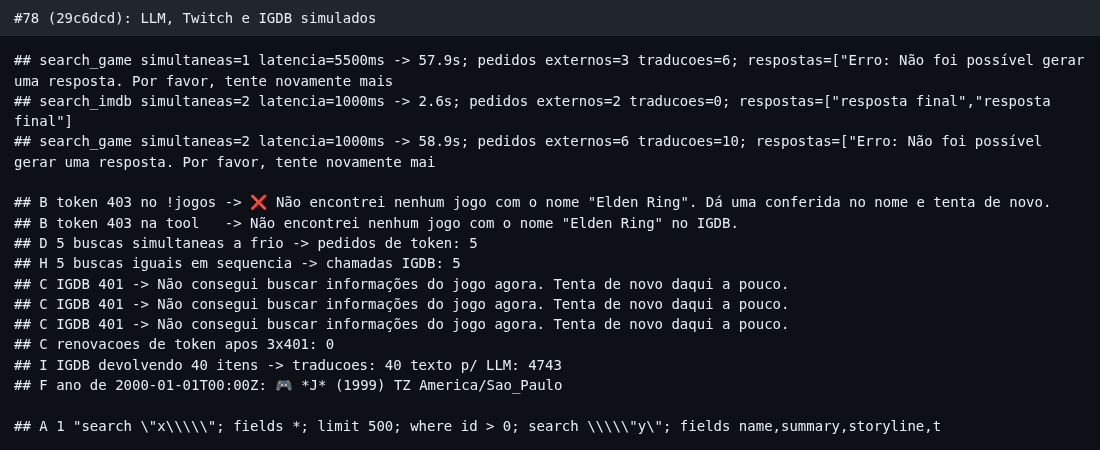 #78 (29c6dcd): LLM, Twitch e IGDB simulados
## search_game simultaneas=1 latencia=5500ms -> 57.9s; pedidos externos=3 traducoes=6; respostas=["Erro: Não foi possível gerar
uma resposta. Por favor, tente novamente mais
## search_imdb simultaneas=2 latencia=1000ms -> 2.6s; pedidos externos=2 traducoes=0; respostas=["resposta final","resposta
final"]
## search_game simultaneas=2 latencia=1000ms -> 58.9s; pedidos externos=6 traducoes=10; respostas=["Erro: Não foi possível
gerar uma resposta. Por favor, tente novamente mai
## B token 403 no !jogos -> ❌ Não encontrei nenhum jogo com o nome "Elden Ring". Dá uma conferida no nome e tenta de novo.
## B token 403 na tool   -> Não encontrei nenhum jogo com o nome "Elden Ring" no IGDB.
## D 5 buscas simultaneas a frio -> pedidos de token: 5
## H 5 buscas iguais em sequencia -> chamadas IGDB: 5
## C IGDB 401 -> Não consegui buscar informações do jogo agora. Tenta de novo daqui a pouco.
## C IGDB 401 -> Não consegui buscar informações do jogo agora. Tenta de novo daqui a pouco.
## C IGDB 401 -> Não consegui buscar informações do jogo agora. Tenta de novo daqui a pouco.
## C renovacoes de token apos 3x401: 0
## I IGDB devolvendo 40 itens -> traducoes: 40 texto p/ LLM: 4743
## F ano de 2000-01-01T00:00Z: 🎮 *J* (1999) TZ America/Sao_Paulo
## A 1 "search \"x\\\\\"; fields *; limit 500; where id > 0; search \\\\\"y\"; fields name,summary,storyline,t